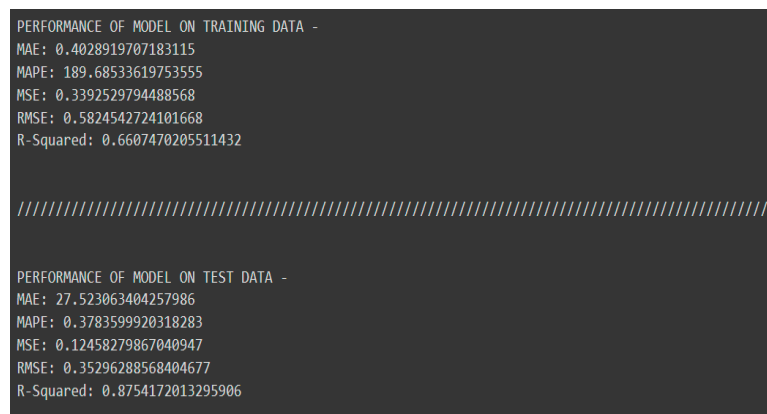 PERFORMANCE OF MODEL ON TRAINING DATA -
MAE: 0.4028919707183115
MAPE: 189.68533619753555
MSE: 0.3392529794488568
RMSE: 0.5824542724101668
R-Squared: 0.6607470205511432
/////////////////////////////////////////////////////////////////////////////////////////////////
PERFORMANCE OF MODEL ON TEST DATA -
MAE: 27.523063404257986
MAPE: 0.3783599920318283
MSE: 0.12458279867040947
RMSE: 0.35296288568404677
R-Squared: 0.8754172013295906